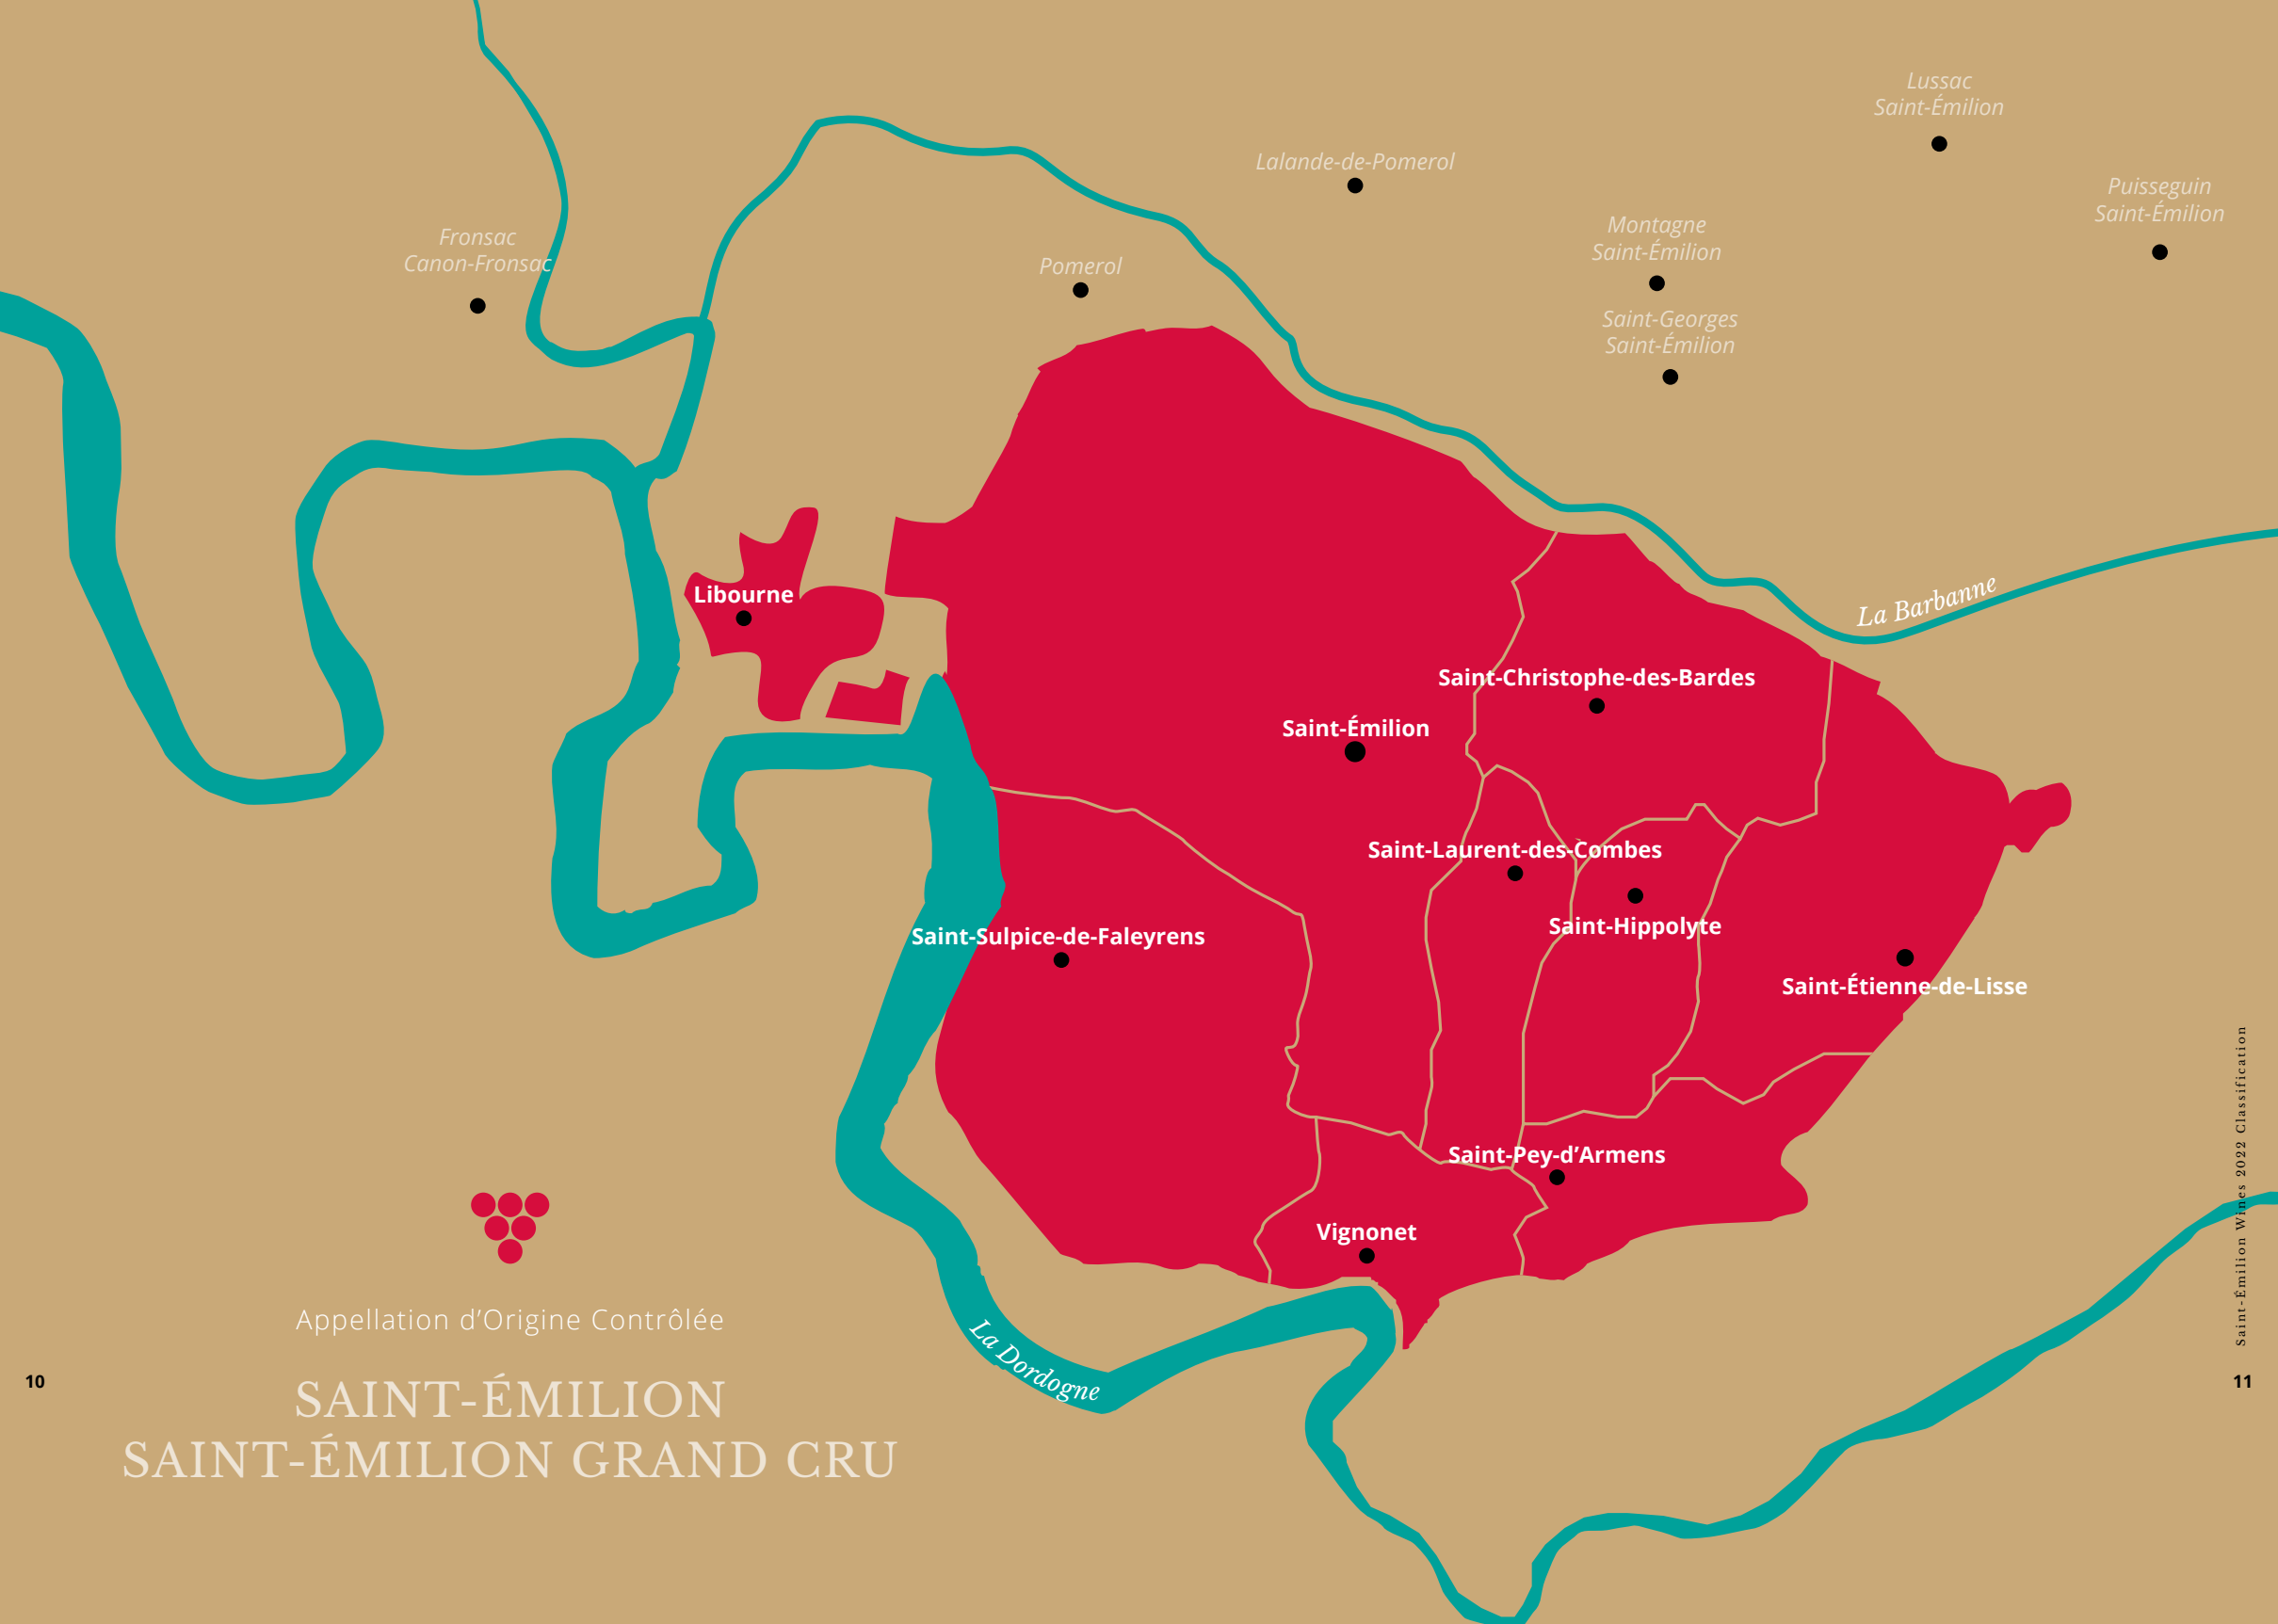 Lussac
Saint-Émilion
Lalande-de-Pomerol
Puisseguin
Saint-Émilion
Montagne
Saint-Émilion
Fronsac
Canon-Fronsac
Pomerol
Saint-Georges
Saint-Émilion
La Barbanne
Libourne
Saint-Christophe-des-Bardes
Saint-Émilion
Saint-Laurent-des-Combes
Saint-Hippolyte
Saint-Sulpice-de-Faleyrens
Saint-Étienne-de-Lisse
Saint-Pey-d’Armens
Vignonet
La Dordogne
Appellation d’Origine Contrôlée
SAINT-ÉMILION
SAINT-ÉMILION GRAND CRU
10
Saint-Émilion Wines 2022 Classification
11